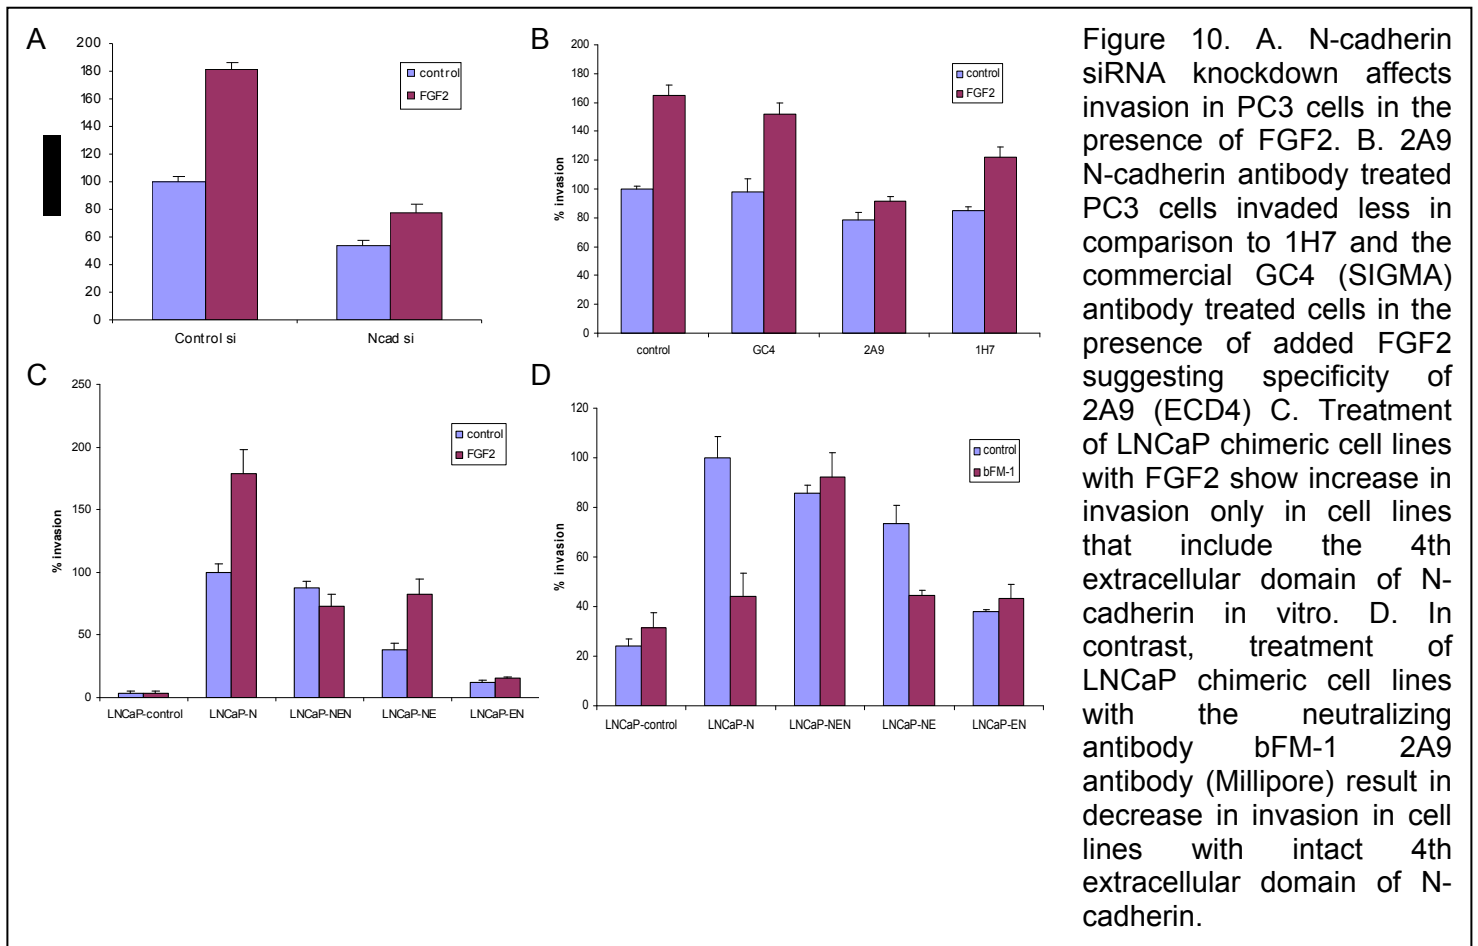 A
200
180
160
140
120
100
80
60
40
20
0
control
FGF2
Control si
Ncad si
B
% invasion
200
180
160
140
120
100
80
60
40
20
0
control
FGF2
control
GC4
2A9
1H7
C
% invasion
250
200
150
100
50
0
control
FGF2
LNCaP-control
LNCaP-N
LNCaP-NEN
LNCaP-NE
LNCaP-EN
D
% invasion
120
100
80
60
40
20
0
control
bFM-1
LNCaP-control
LNCaP-N
LNCaP-NEN
LNCaP-NE
LNCaP-EN
Figure 10. A. N-cadherin
siRNA knockdown affects
invasion in PC3 cells in the
presence of FGF2. B. 2A9
N-cadherin antibody treated
PC3 cells invaded less in
comparison to 1H7 and the
commercial GC4 (SIGMA)
antibody treated cells in the
presence of added FGF2
suggesting specificity of
2A9 (ECD4) C. Treatment
of LNCaP chimeric cell lines
with FGF2 show increase in
invasion only in cell lines
that include the 4th
extracellular domain of N-
cadherin in vitro. D. In
contrast, treatment of
LNCaP chimeric cell lines
with the neutralizing
antibody bFM-1 2A9
antibody (Millipore) result in
decrease in invasion in cell
lines with intact 4th
extracellular domain of N-
cadherin.